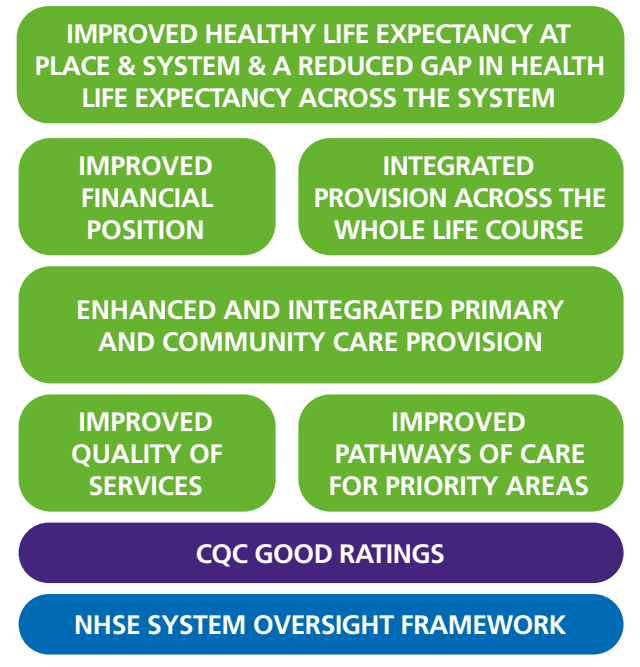 IMPROVED HEALTHY LIFE EXPECTANCY AT
PLACE & SYSTEM & A REDUCED GAP IN HEALTH
LIFE EXPECTANCY ACROSS THE SYSTEM
IMPROVED
FINANCIAL
POSITION
INTEGRATED
PROVISION ACROSS THE
WHOLE LIFE COURSE
ENHANCED AND INTEGRATED PRIMARY
AND COMMUNITY CARE PROVISION
IMPROVED
QUALITY OF
SERVICES
IMPROVED
PATHWAYS OF CARE
FOR PRIORITY AREAS
CQC GOOD RATINGS
NHSE SYSTEM OVERSIGHT FRAMEWORK